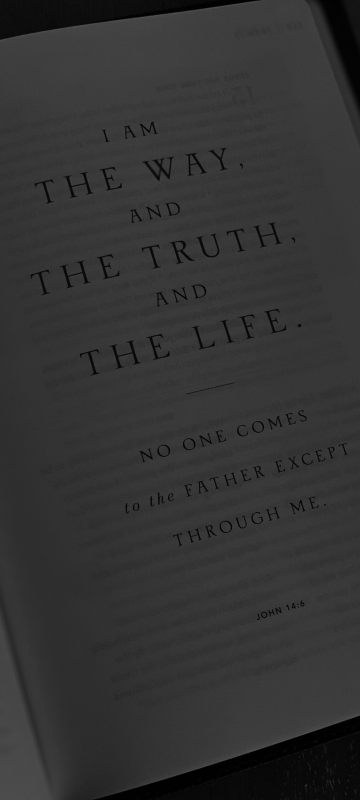 I AM
THE WAY,
AND
THE TRUTH,
AND
THE LIFE.
NO ONE COMES
to the FATHER EXCEPT
THROUGH ME.
JOHN 14:6